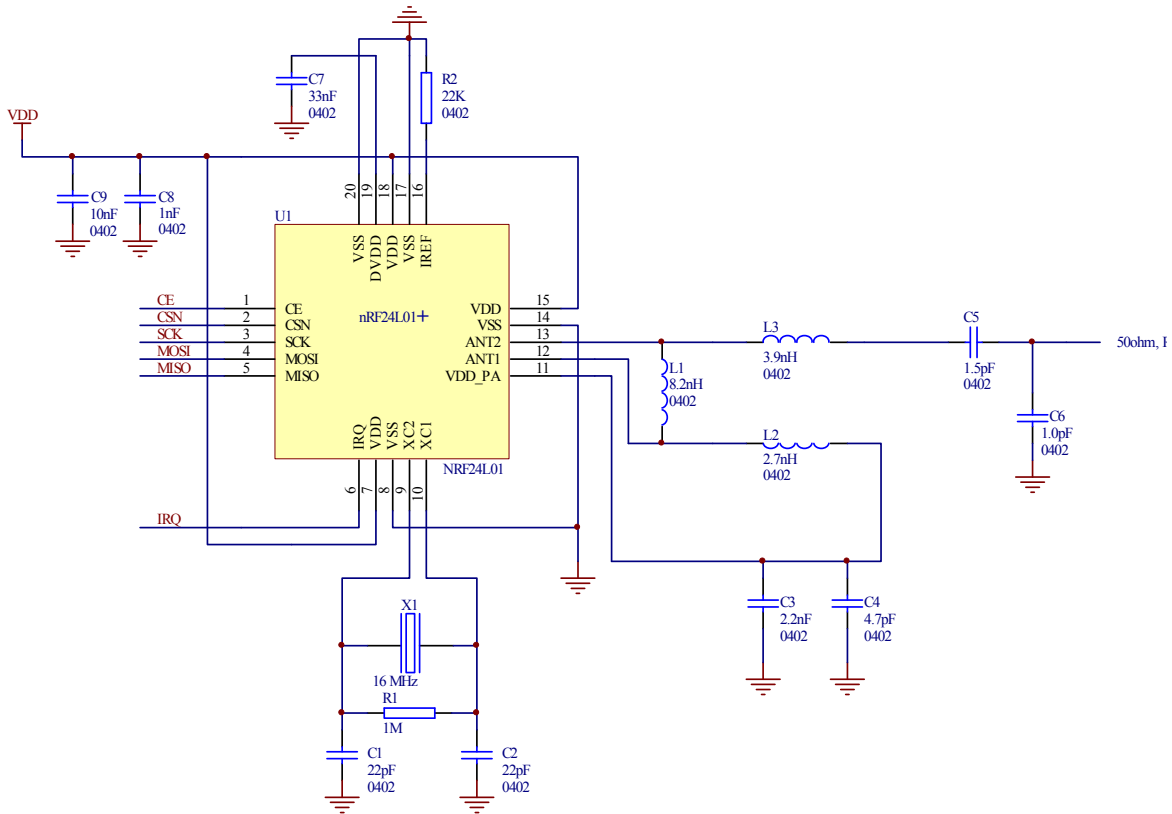 C7
33nF
0402
R2
22K
0402
VDD
C9
10nF
0402
C8
1nF
0402
20
19
18
17
16
U1
VSS
DVDD
VDD
VSS
IREF
nRF24L01+
CE
CSN
SCK
MOSI
MISO
1
2
3
4
5
CE
CSN
SCK
MOSI
MISO
VDD
VSS
ANT2
ANT1
VDD_PA
15
14
13
12
11
IRQ
VDD
VSS
XC2
XC1
NRF24L01
6
7
8
9
10
IRQ
L1
8.2nH
0402
L3
3.9nH
0402
L2
2.7nH
0402
C5
1.5pF
0402
50ohm,
C6
1.0pF
0402
C3
2.2nF
0402
C4
4.7pF
0402
X1
16 MHz
R1
1M
C1
22pF
0402
C2
22pF
0402